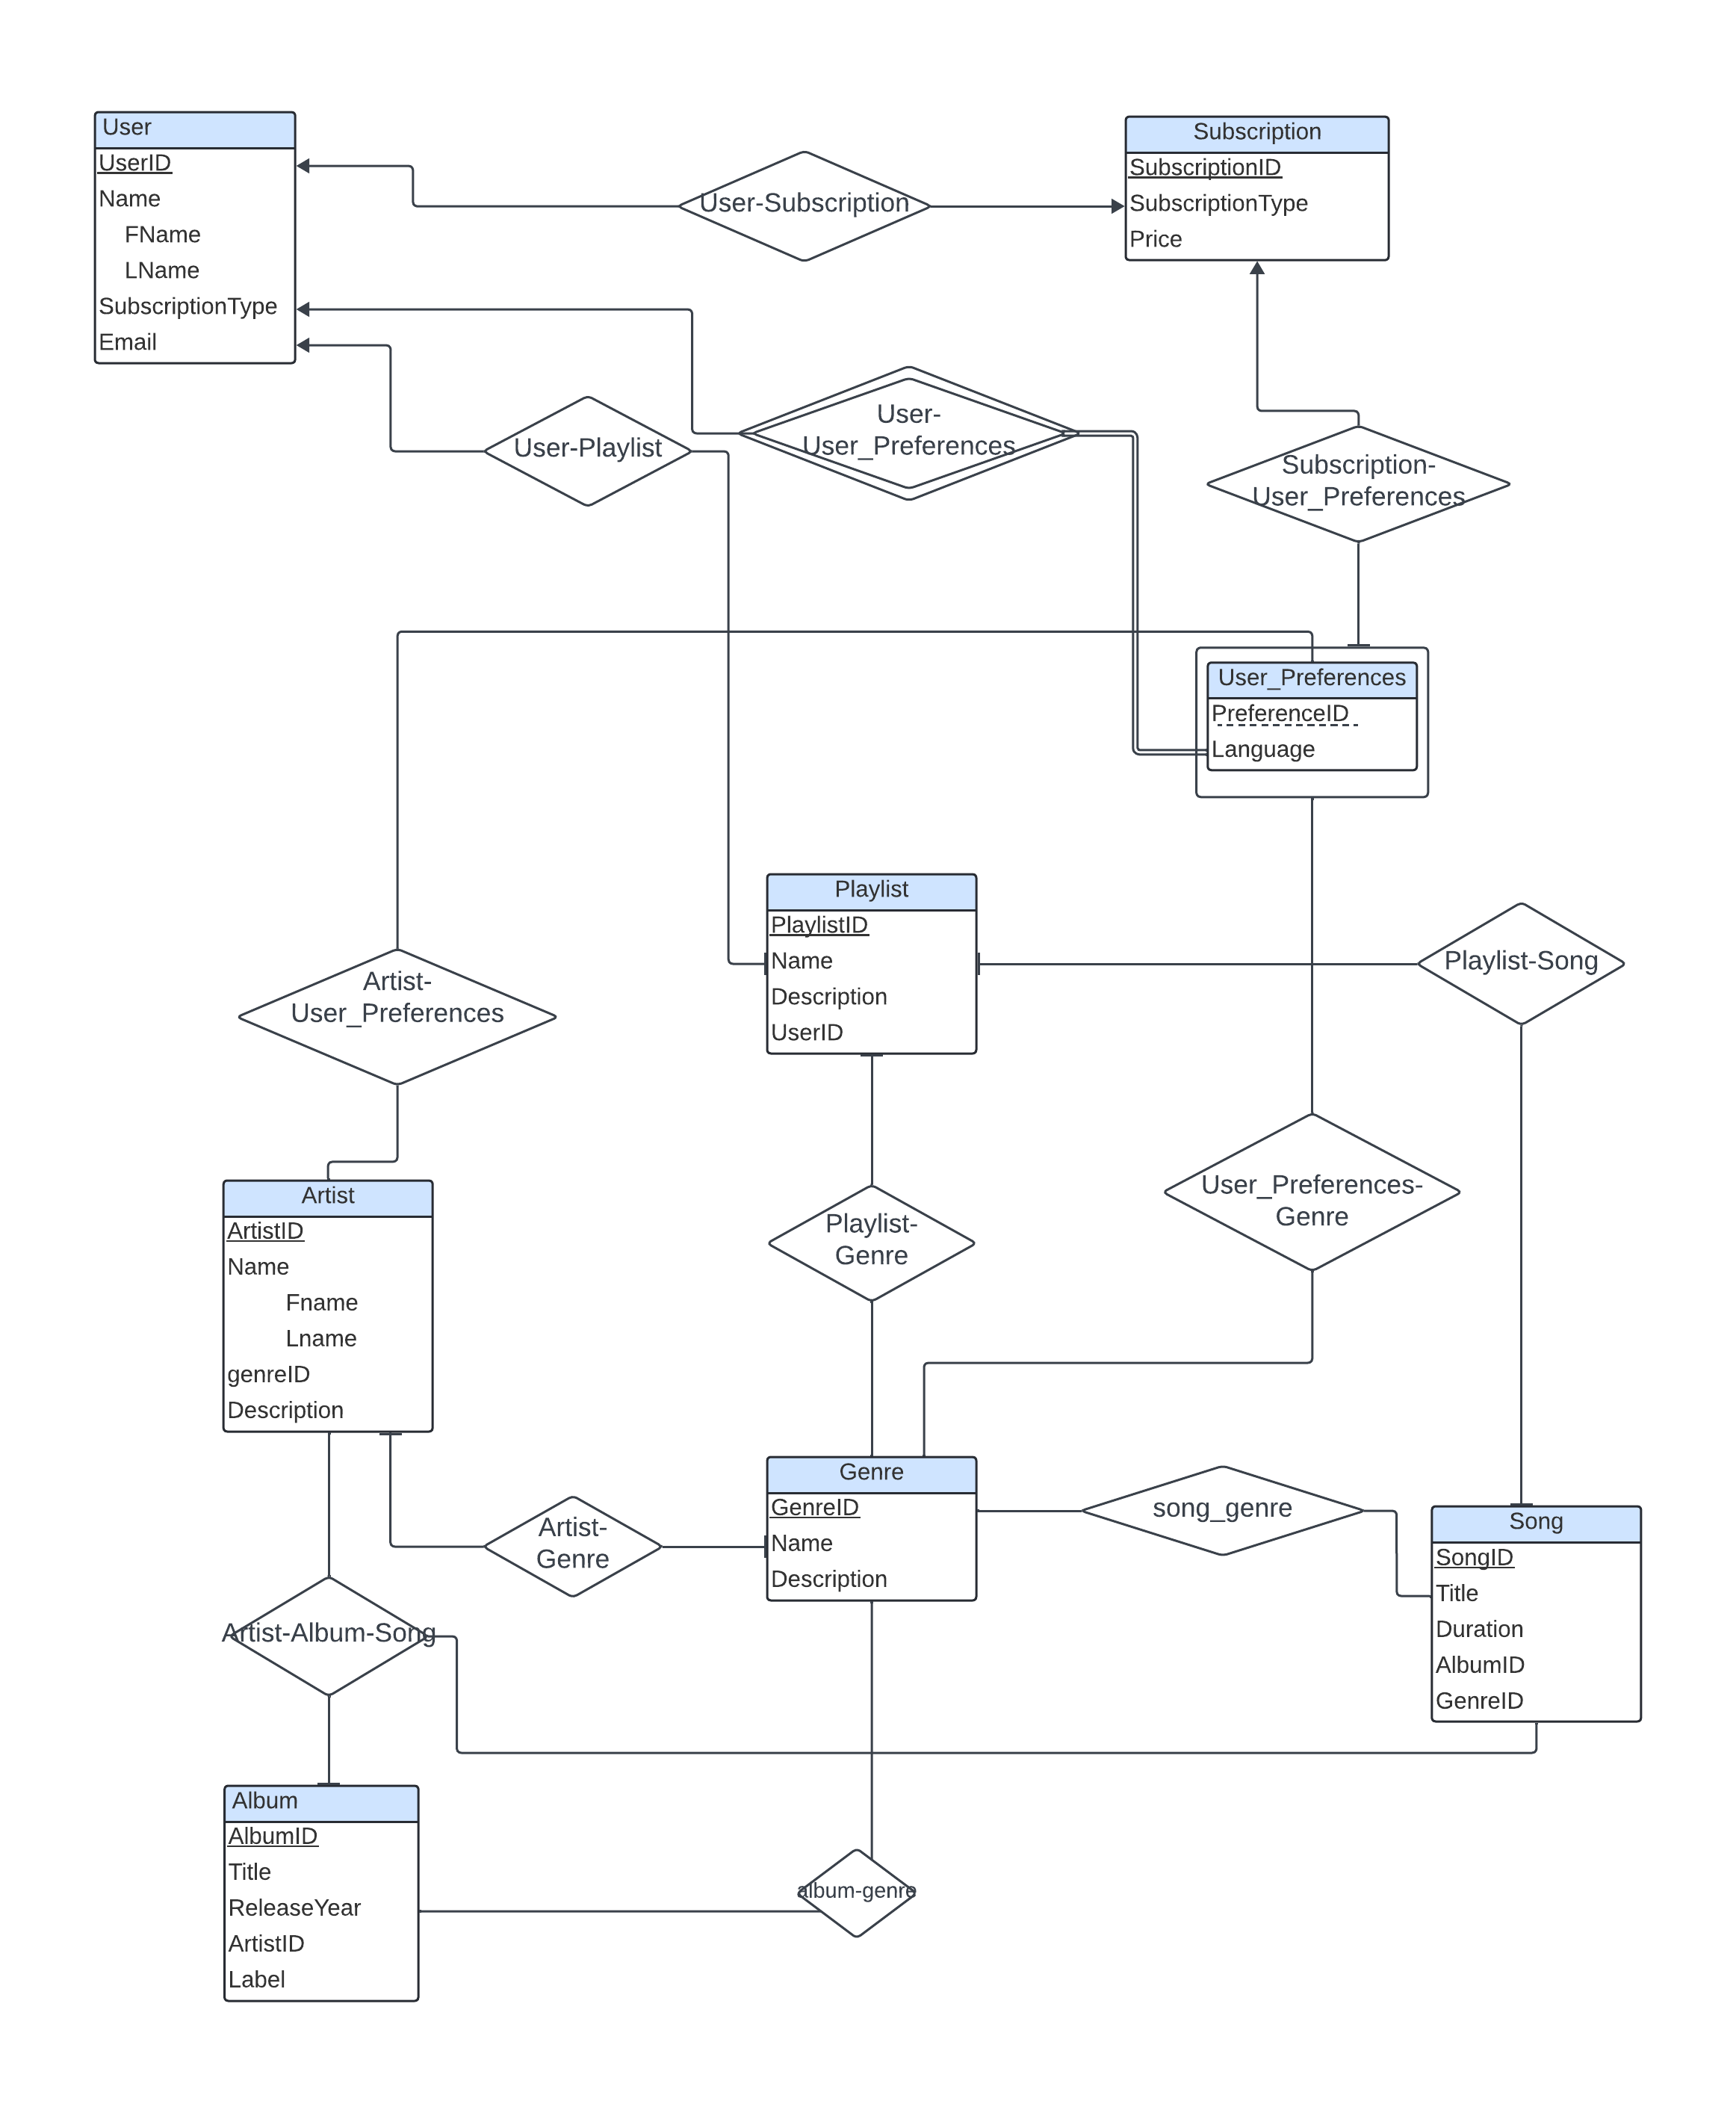 User
UserID
Name
FName
LName
SubscriptionType
Email
User-Subscription
Subscription
SubscriptionID
SubscriptionType
Price
User-Playlist
User-
User_Preferences
Subscription-
User_Preferences
User_Preferences
PreferenceID
Language
Playlist
PlaylistID
Name
Description
UserID
Playlist-Song
Artist-
User_Preferences
Artist
ArtistID
Name
Fname
Lname
genreID
Description
Playlist-
Genre
User_Preferences-
Genre
Artist-
Genre
Genre
GenreID
Name
Description
song_genre
Song
SongID
Title
Duration
AlbumID
GenreID
Artist-Album-Song
Album
AlbumID
Title
ReleaseYear
ArtistID
Label
album-genre